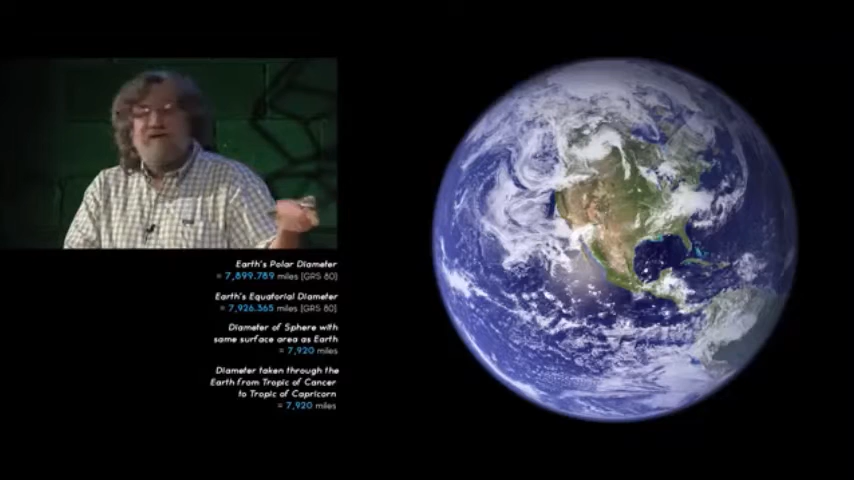 Earth's Polar Diameter
= 7,899.789 miles [GRS 80]
Earth's Equatorial Diameter
= 7,926.365 miles [GRS 80]
Diameter of Sphere with
same surface area as Earth
= 7,920 miles
Diameter taken through the
Earth from Tropic of Cancer
to Tropic of Capricorn
= 7,920 miles